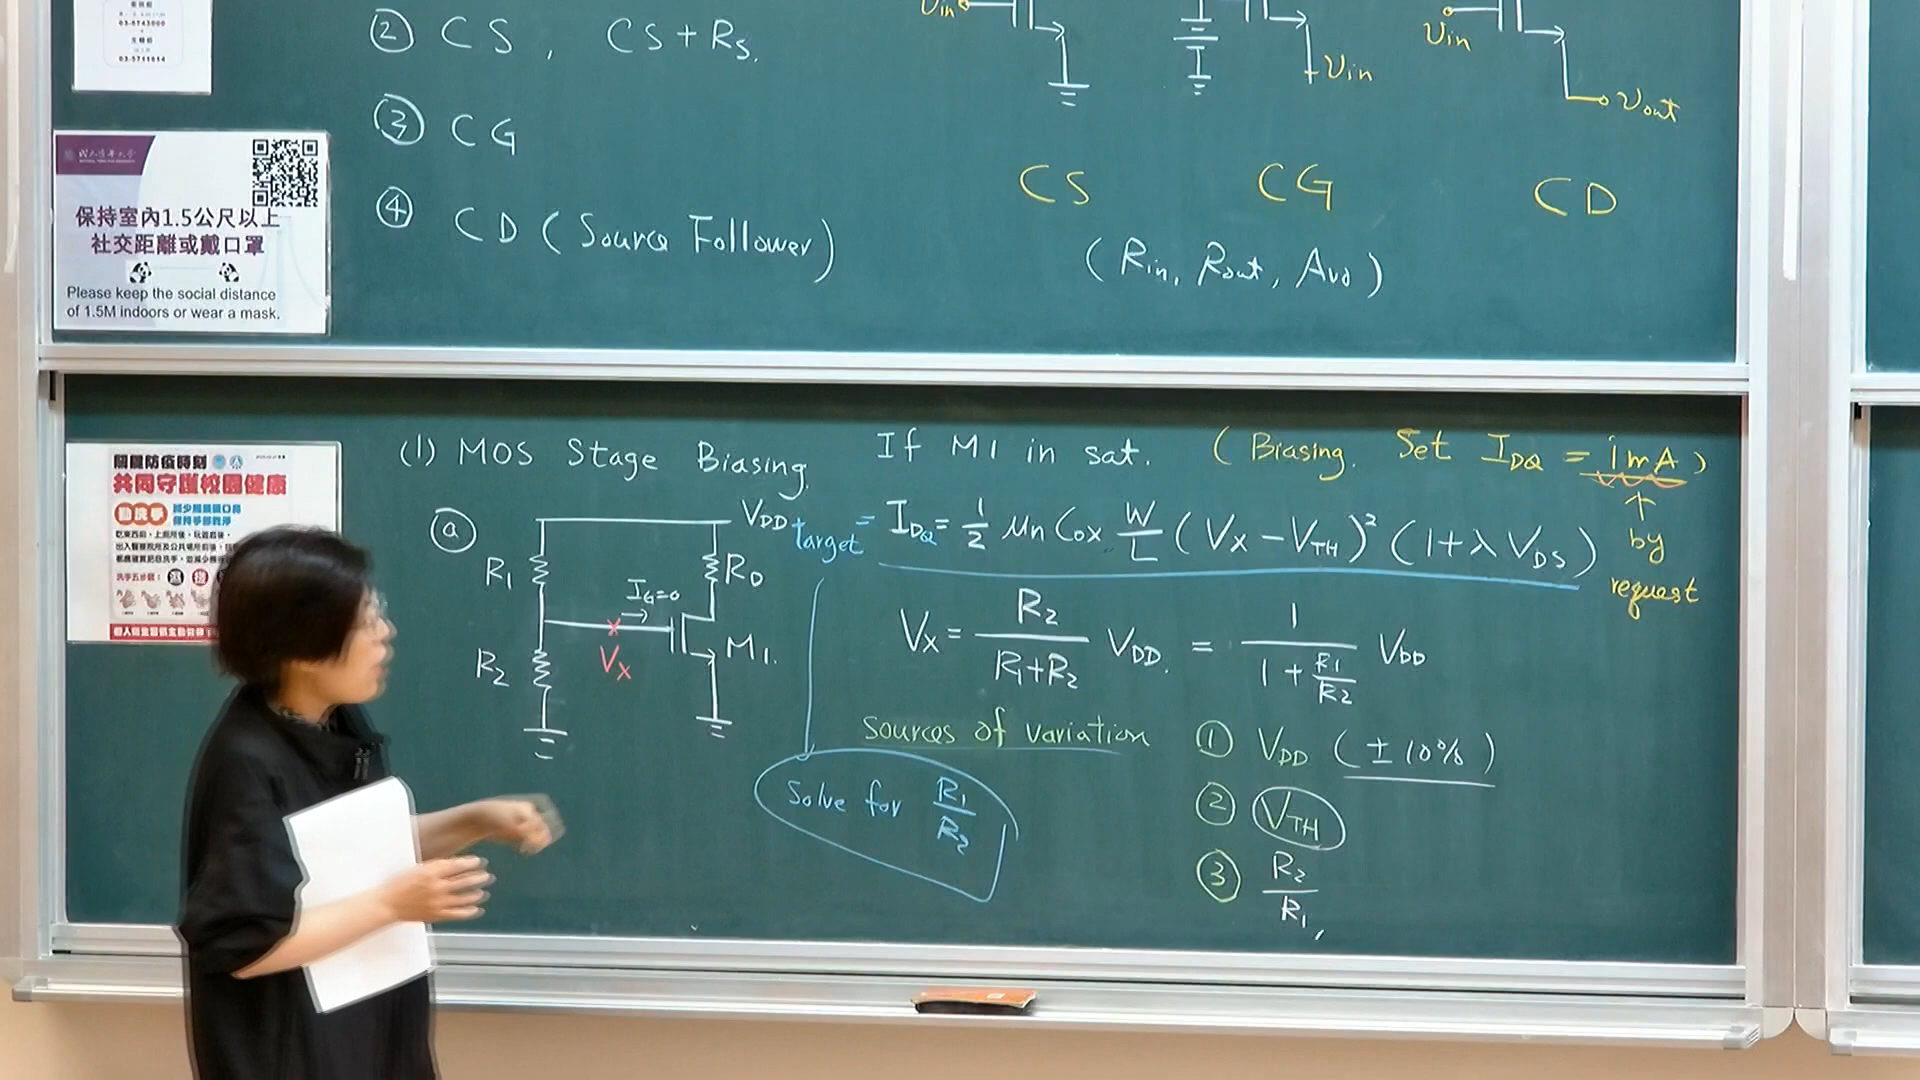 03-5743000
03-5711814
② CS, CS+Rs.
③ CG
④ CD (Source Follower)
Vin
Vin
Vin
Vout
CS CG CD
(Rin, Rout, Avo)
保持室內1.5公尺以上
社交距離或戴口罩
Please keep the social distance
of 1.5M indoors or wear a mask.
共同守護校園健康
(1) MOS Stage Biasing.
ⓐ
VDD
R1
RD
IG=0
Vx
M1.
R2
If M1 in sat. (Biasing. Set IDQ = 1mA)
↑
by
request
target = IDQ = 1/2 μn Cox W/L (Vx - VTH)² (1+λVDS)
Vx = R2/(R1+R2) VDD. = 1/(1+R1/R2) VDD
Solve for R1/R2
Sources of variation
① VDD (±10%)
② VTH
③ R2/R1,